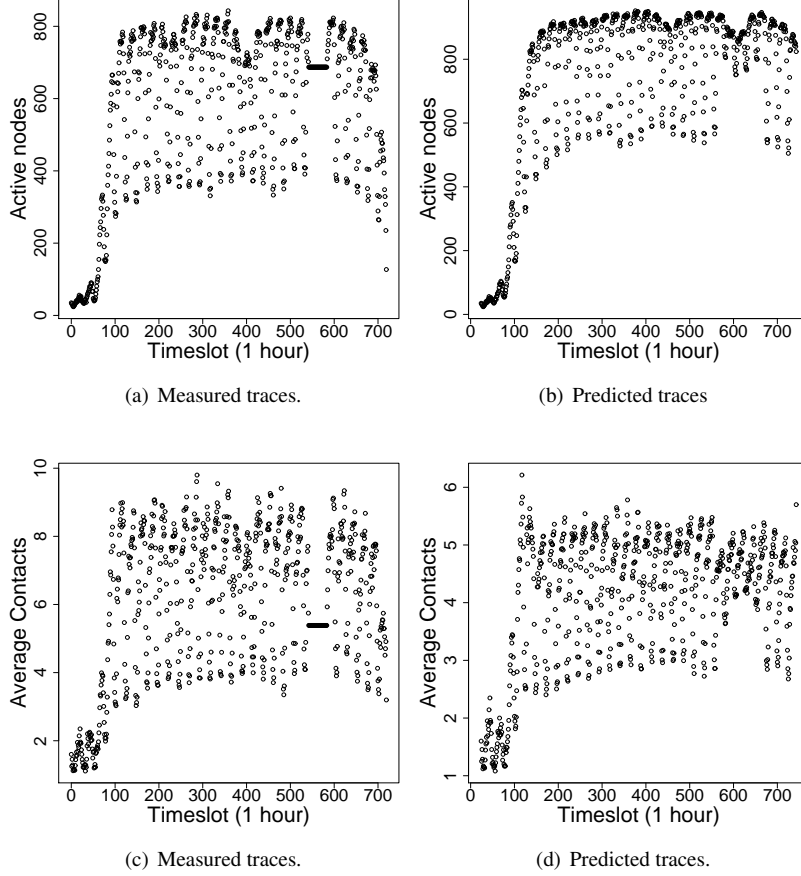 Active nodes
800
600
400
200
0
0 100 200 300 400 500 600 700
Timeslot (1 hour)
(a) Measured traces.
Active nodes
800
600
400
200
0
0 100 200 300 400 500 600 700
Timeslot (1 hour)
(b) Predicted traces
Average Contacts
10
8
6
4
2
0 100 200 300 400 500 600 700
Timeslot (1 hour)
(c) Measured traces.
Average Contacts
6
5
4
3
2
1
0 100 200 300 400 500 600 700
Timeslot (1 hour)
(d) Predicted traces.